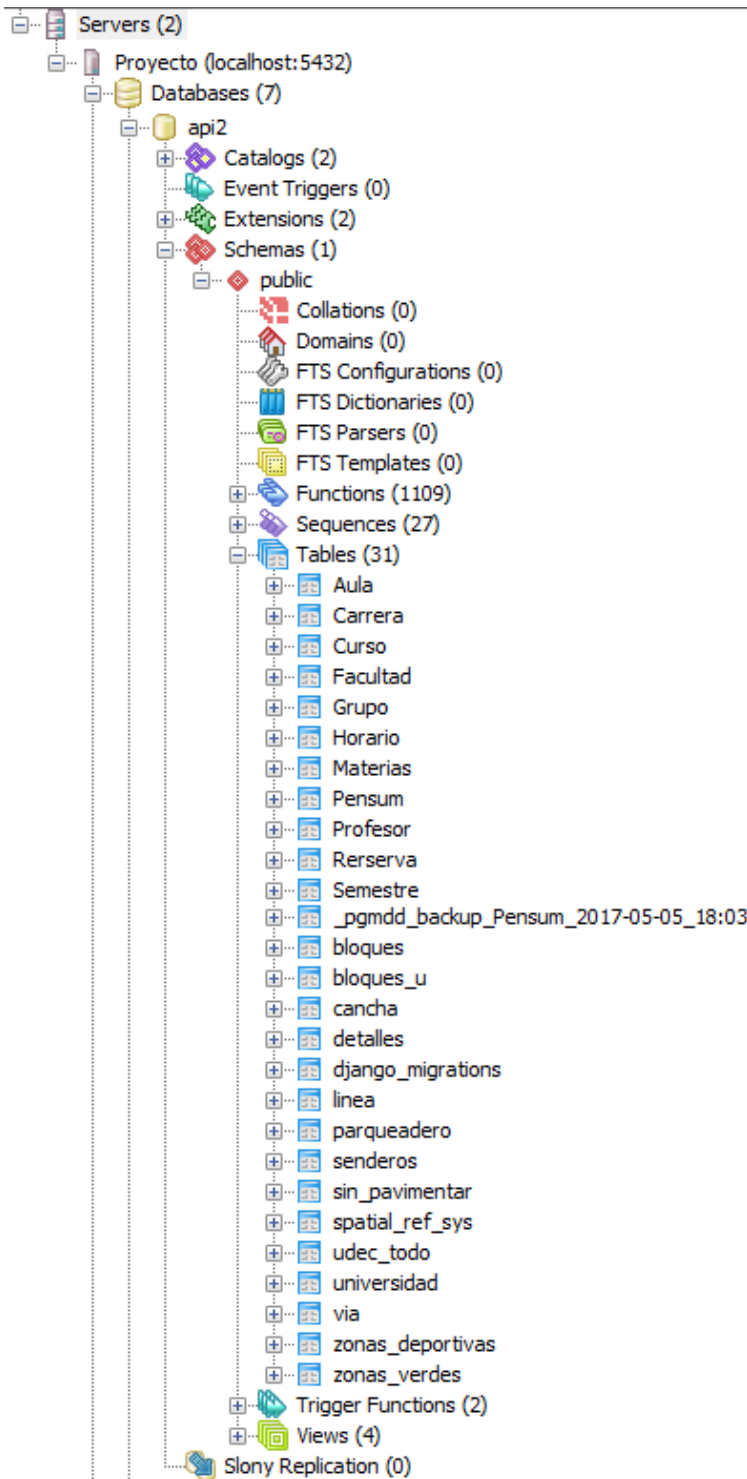 Servers (2)
Proyecto (localhost:5432)
Databases (7)
api2
Catalogs (2)
Event Triggers (0)
Extensions (2)
Schemas (1)
public
Collations (0)
Domains (0)
FTS Configurations (0)
FTS Dictionaries (0)
FTS Parsers (0)
FTS Templates (0)
Functions (1109)
Sequences (27)
Tables (31)
Aula
Carrera
Curso
Facultad
Grupo
Horario
Materias
Pensum
Profesor
Rerserva
Semestre
_pgmdd_backup_Pensum_2017-05-05_18:03
bloques
bloques_u
cancha
detalles
django_migrations
linea
parqueadero
senderos
sin_pavimentar
spatial_ref_sys
udec_todo
universidad
via
zonas_deportivas
zonas_verdes
Trigger Functions (2)
Views (4)
Slony Replication (0)